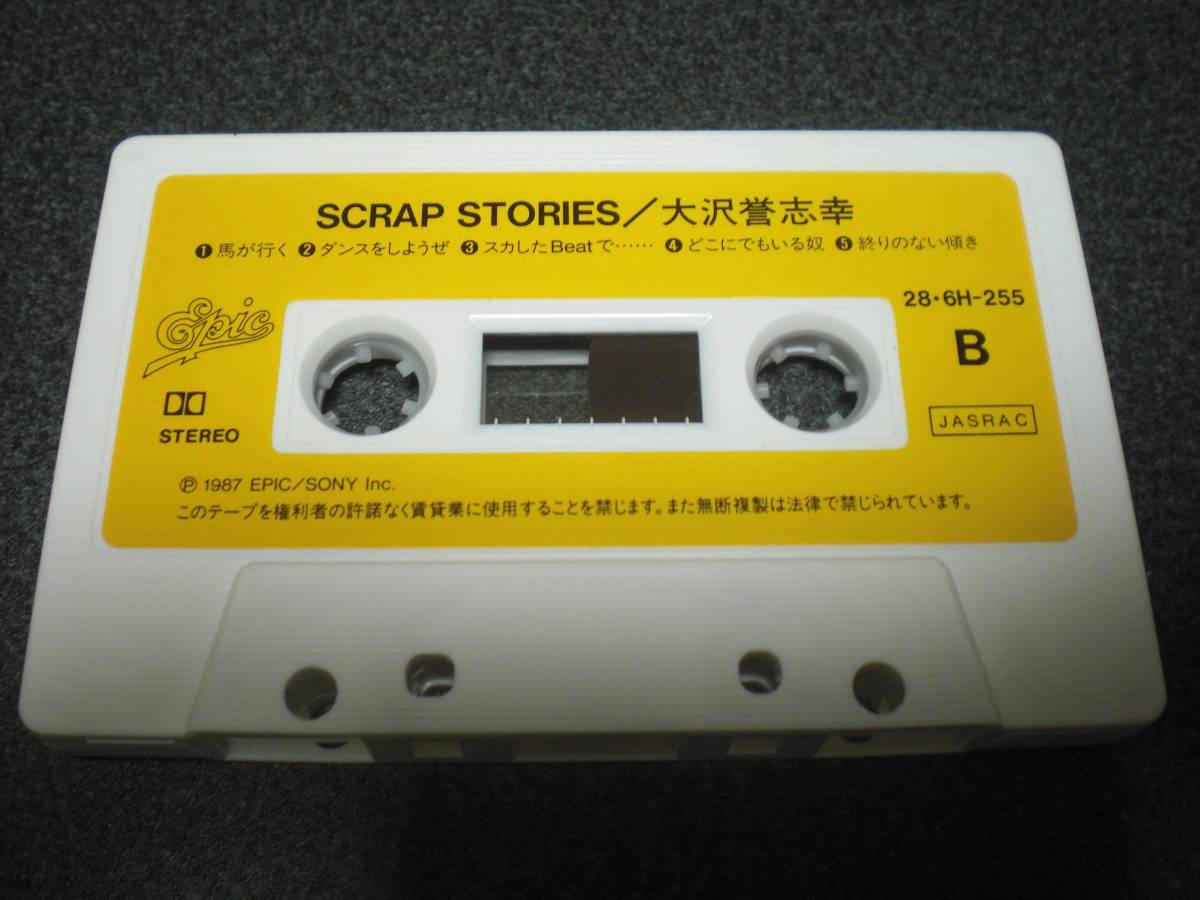 SCRAP STORIES/大沢誉志幸
❶馬が行く ❷ダンスをしようぜ ❸スカしたBeatで…… ❹どこにでもいる奴 ❺終りのない傾き
28・6H-255
Epic
B
STEREO
JASRAC
Ⓟ 1987 EPIC/SONY Inc.
このテープを権利者の許諾なく賃貸業に使用することを禁じます。また無断複製は法律で禁じられています。